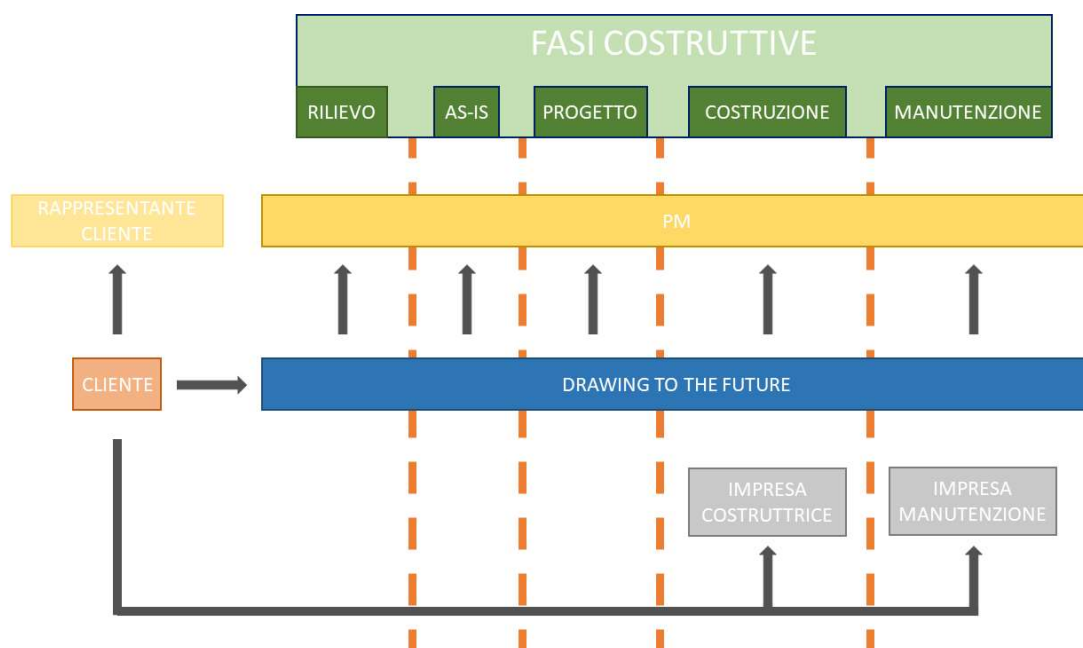 FASI COSTRUTTIVE
RILIEVO
AS-IS
PROGETTO
COSTRUZIONE
MANUTENZIONE
RAPPRESENTANTE
CLIENTE
PM
CLIENTE
DRAWING TO THE FUTURE
IMPRESA
COSTRUTTRICE
IMPRESA
MANUTENZIONE